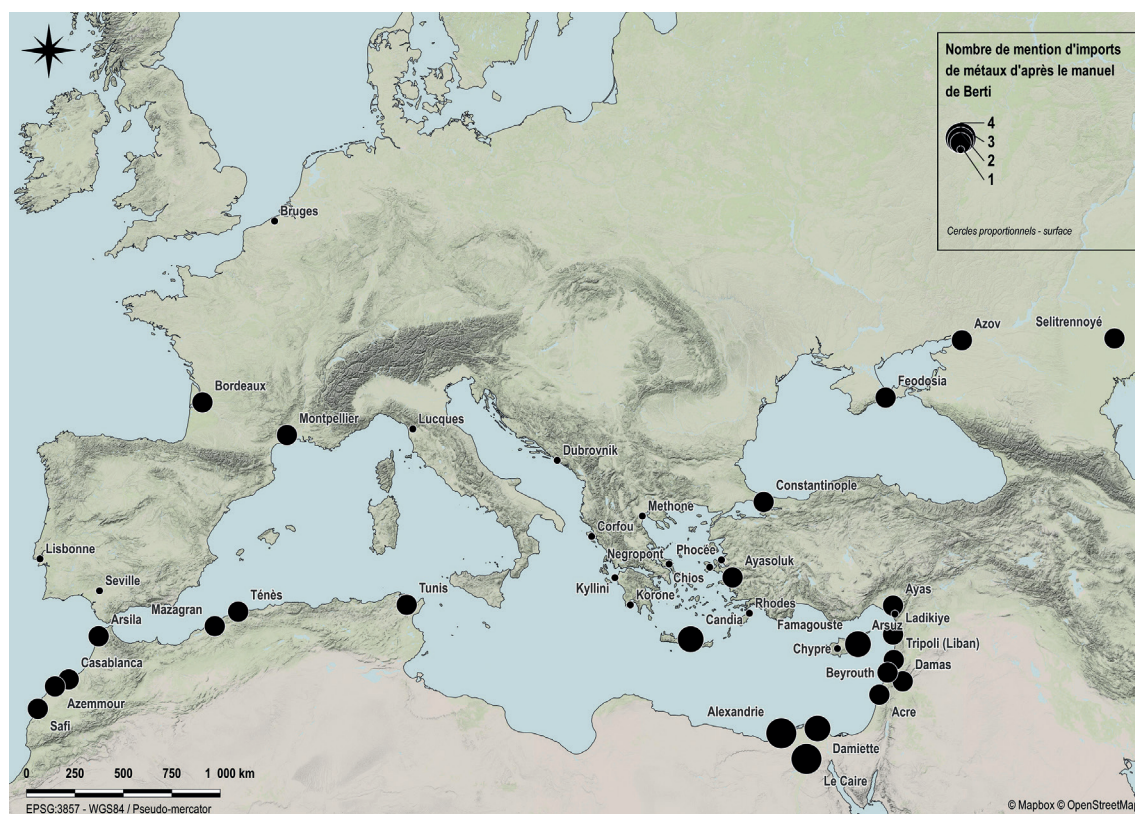 Nombre de mention d'imports
de métaux d'après le manuel
de Berti
4
3
2
1
Cercles proportionnels - surface
Bruges
Azov
Selitrennoyé
Bordeaux
Feodosia
Montpellier
Lucques
Dubrovnik
Constantinople
Methone
Corfou
Lisbonne
Negropont
Phocée
Ayasoluk
Seville
Kyllini
Chios
Mazagran
Ténès
Tunis
Korone
Rhodes
Ayas
Arsila
Candia
Famagouste
Arsuz
Ladikiye
Chypre
Tripoli (Liban)
Casablanca
Beyrouth
Damas
Azemmour
Safi
Alexandrie
Acre
Damiette
Le Caire
0 250 500 750 1 000 km
EPSG:3857 - WGS84 / Pseudo-mercator
© Mapbox © OpenStreetMap